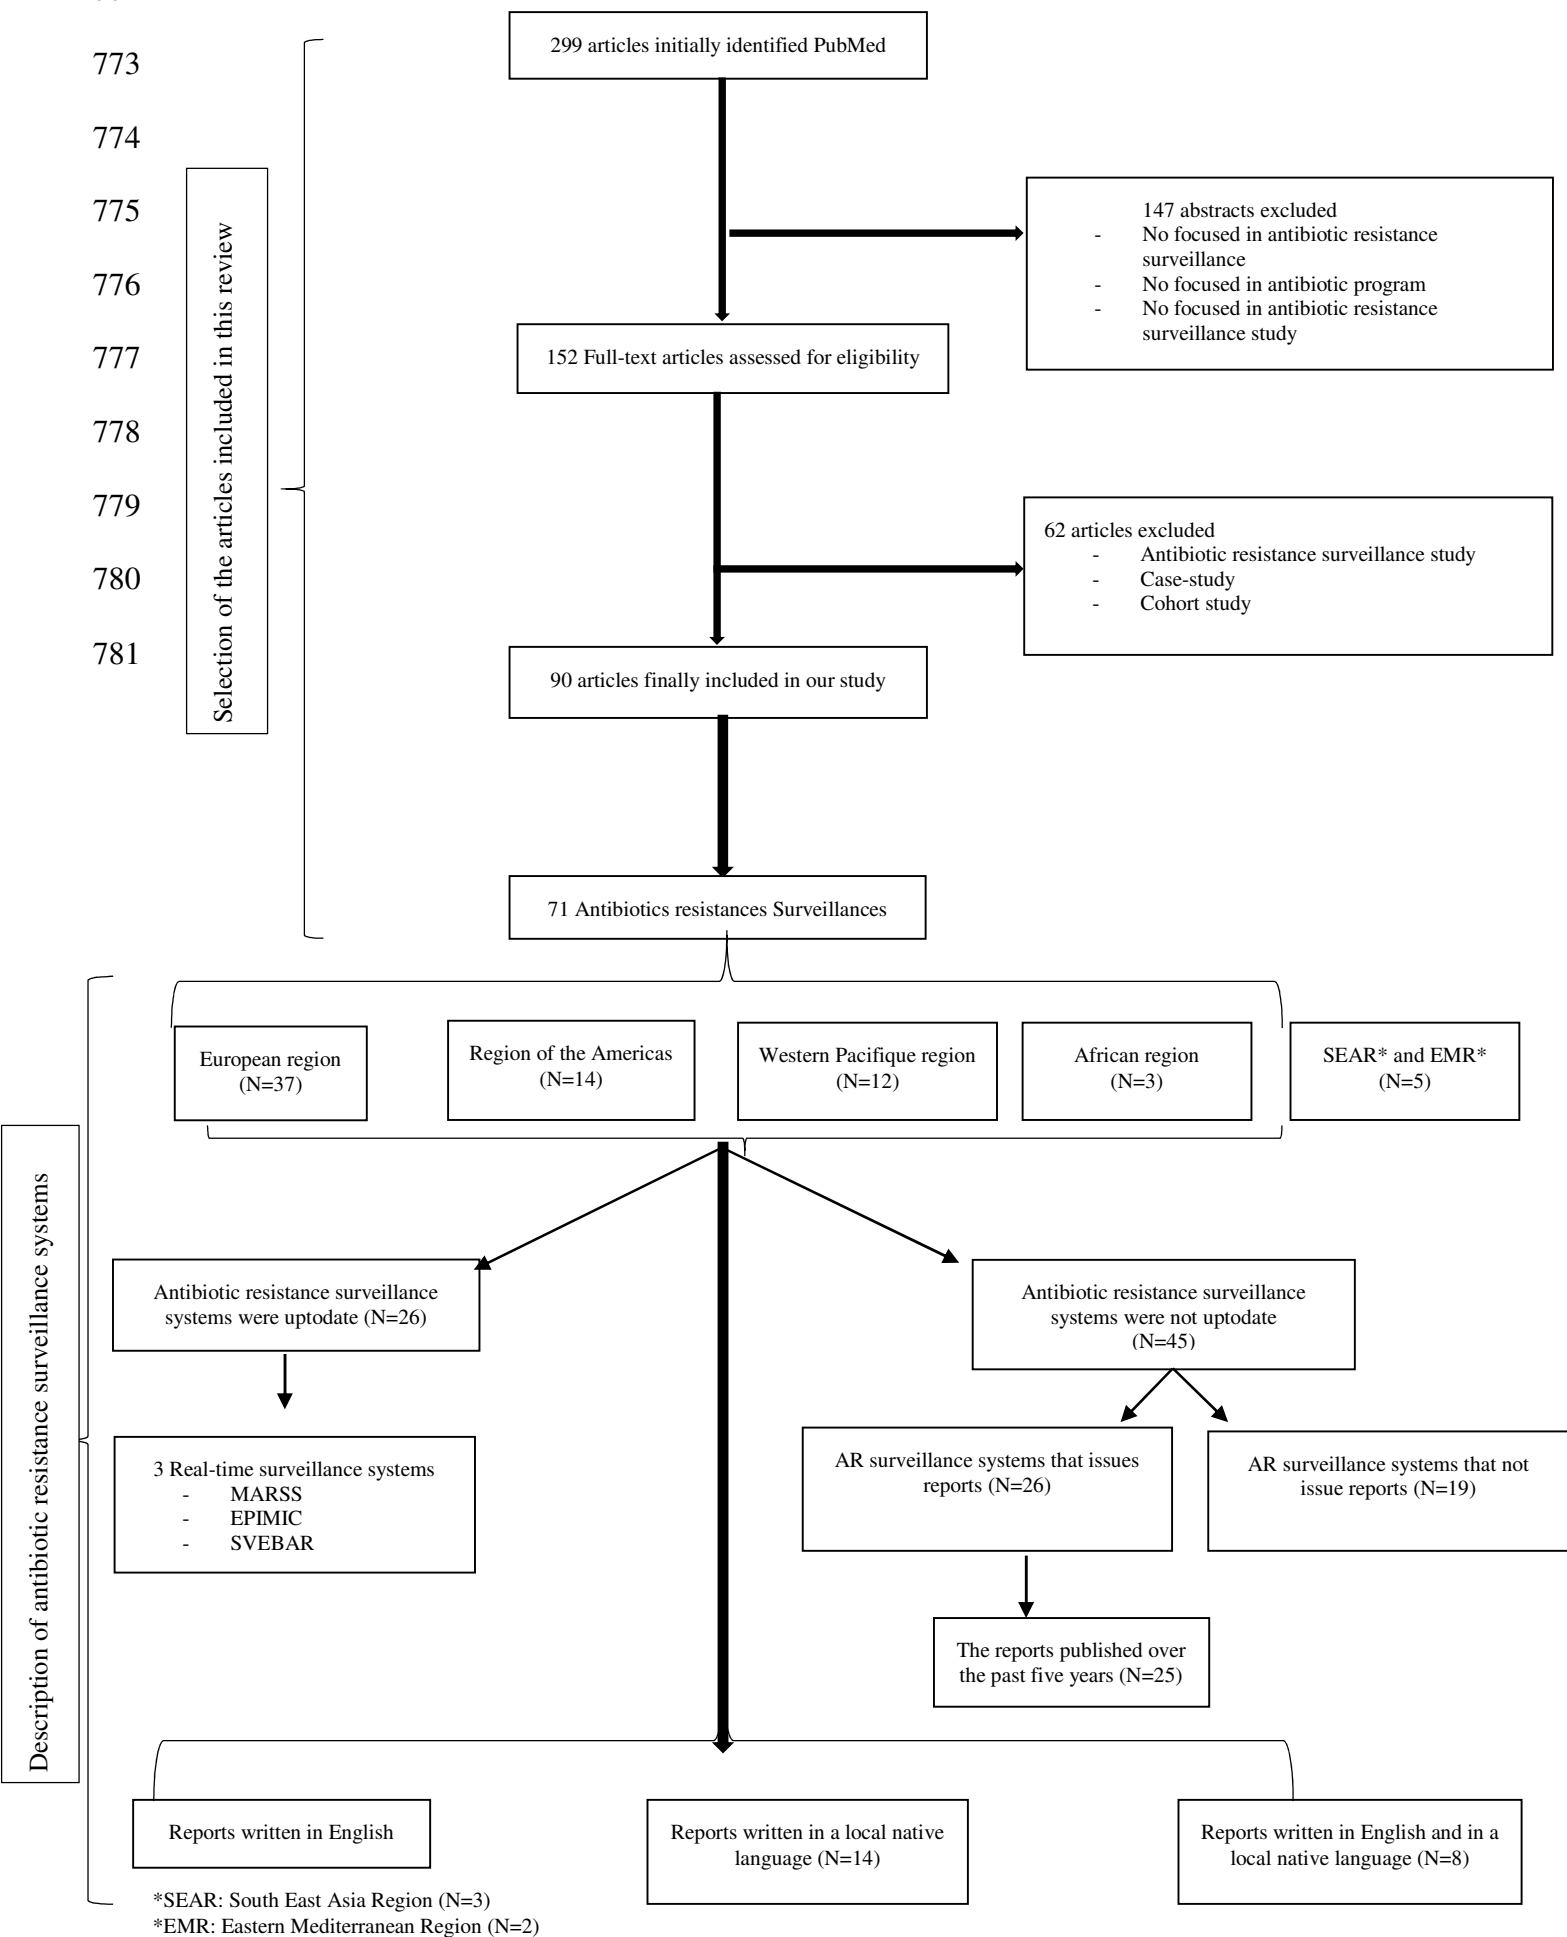 299 articles initially identified PubMed
773
774
775
776
777
778
779
780
781
Selection of the articles included in this review
147 abstracts excluded
- No focused in antibiotic resistance
surveillance
- No focused in antibiotic program
- No focused in antibiotic resistance
surveillance study
152 Full-text articles assessed for eligibility
62 articles excluded
- Antibiotic resistance surveillance study
- Case-study
- Cohort study
90 articles finally included in our study
71 Antibiotics resistances Surveillances
Description of antibiotic resistance surveillance systems
European region
(N=37)
Region of the Americas
(N=14)
Western Pacifique region
(N=12)
African region
(N=3)
SEAR* and EMR*
(N=5)
Antibiotic resistance surveillance
systems were uptodate (N=26)
Antibiotic resistance surveillance
systems were not uptodate
(N=45)
3 Real-time surveillance systems
- MARSS
- EPIMIC
- SVEBAR
AR surveillance systems that issues
reports (N=26)
AR surveillance systems that not
issue reports (N=19)
The reports published over
the past five years (N=25)
Reports written in English
Reports written in a local native
language (N=14)
Reports written in English and in a
local native language (N=8)
*SEAR: South East Asia Region (N=3)
*EMR: Eastern Mediterranean Region (N=2)